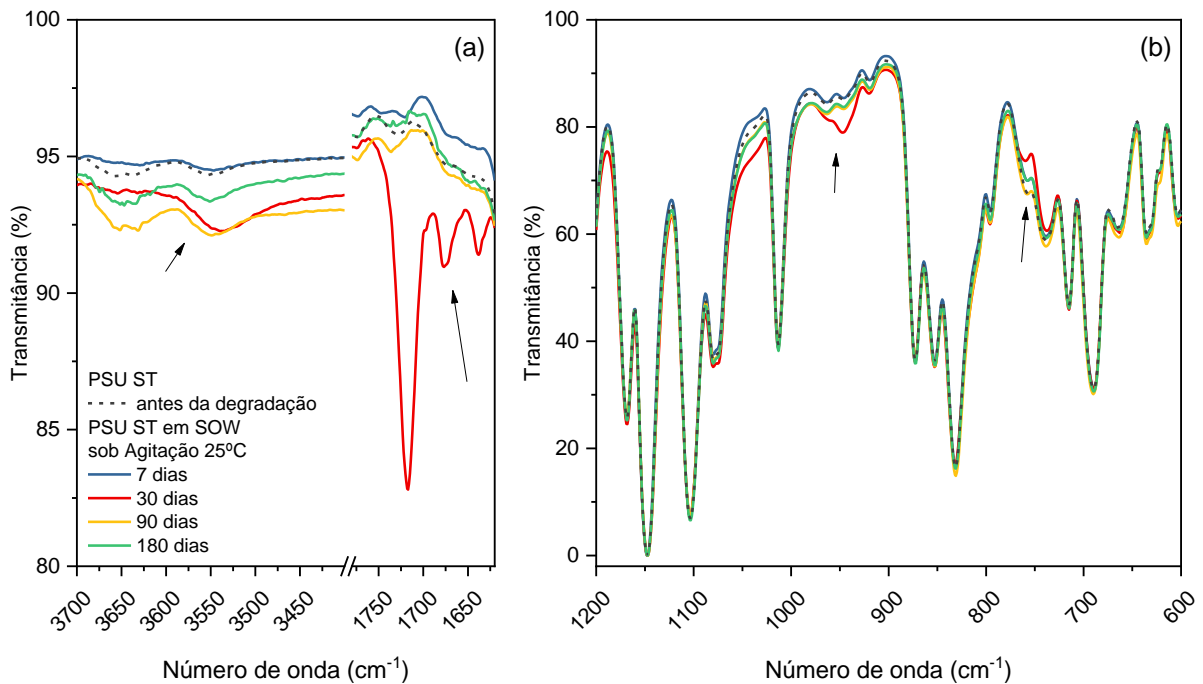 (a)
100
95
90
85
80
Transmitância (%)
PSU ST
antes da degradação
PSU ST em SOW
sob Agitação 25ºC
7 dias
30 dias
90 dias
180 dias
3700 3650 3600 3550 3500 3450 1750 1700 1650
Número de onda (cm⁻¹)
(b)
100
80
60
40
20
0
Transmitância (%)
1200 1100 1000 900 800 700 600
Número de onda (cm⁻¹)